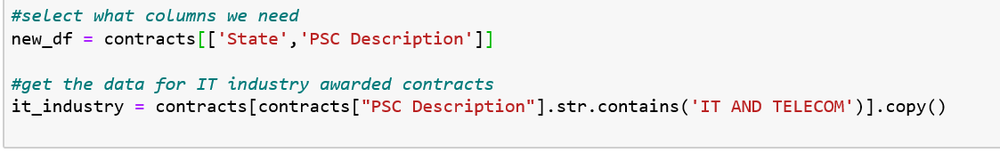 #select what columns we need
new_df = contracts[['State','PSC Description']]
#get the data for IT industry awarded contracts
it_industry = contracts[contracts["PSC Description"].str.contains('IT AND TELECOM')].copy()